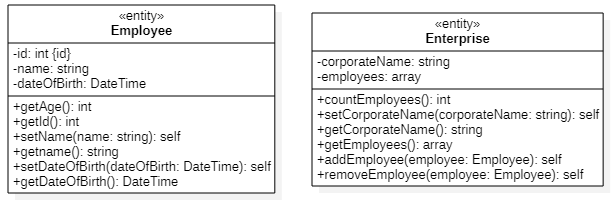 «entity»
Employee
-id: int {id}
-name: string
-dateOfBirth: DateTime
+getAge(): int
+getId(): int
+setName(name: string): self
+getname(): string
+setDateOfBirth(dateOfBirth: DateTime): self
+getDateOfBirth(): DateTime
«entity»
Enterprise
-corporateName: string
-employees: array
+countEmployees(): int
+setCorporateName(corporateName: string): self
+getCorporateName(): string
+getEmployees(): array
+addEmployee(employee: Employee): self
+removeEmployee(employee: Employee): self